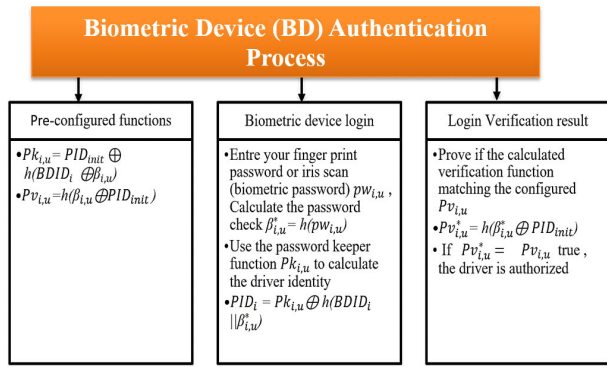 Biometric Device (BD) Authentication
Process
Pre-configured functions
•Pk_{i,u} = PID_{init} ⊕
h(BDID_i ⊕β_{i,u})
•Pv_{i,u}=h(β_{i,u}⊕PID_{init})
Biometric device login
•Entre your finger print
password or iris scan
(biometric password) pw_{i,u} ,
Calculate the password
check β*_{i,u}= h(pw_{i,u})
•Use the password keeper
function Pk_{i,u} to calculate
the driver identity
•PID_i = Pk_{i,u} ⊕ h(BDID_i
||β*_{i,u})
Login Verification result
•Prove if the calculated
verification function
matching the configured
Pv_{i,u}
•Pv*_{i,u}=h(β*_{i,u} ⊕ PID_{init})
• If Pv*_{i,u} = Pv_{i,u} true ,
the driver is authorized